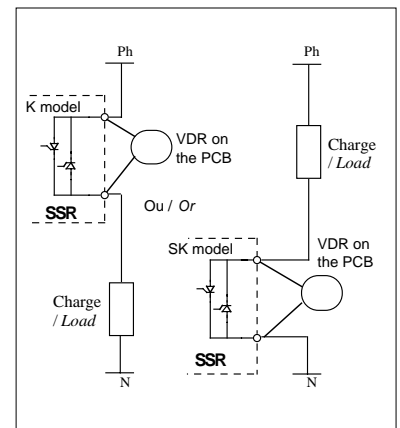 Ph
K model
VDR on
the PCB
SSR
Ou / Or
Charge
/ Load
N
Ph
Charge
/ Load
SK model
VDR on
the PCB
SSR
N